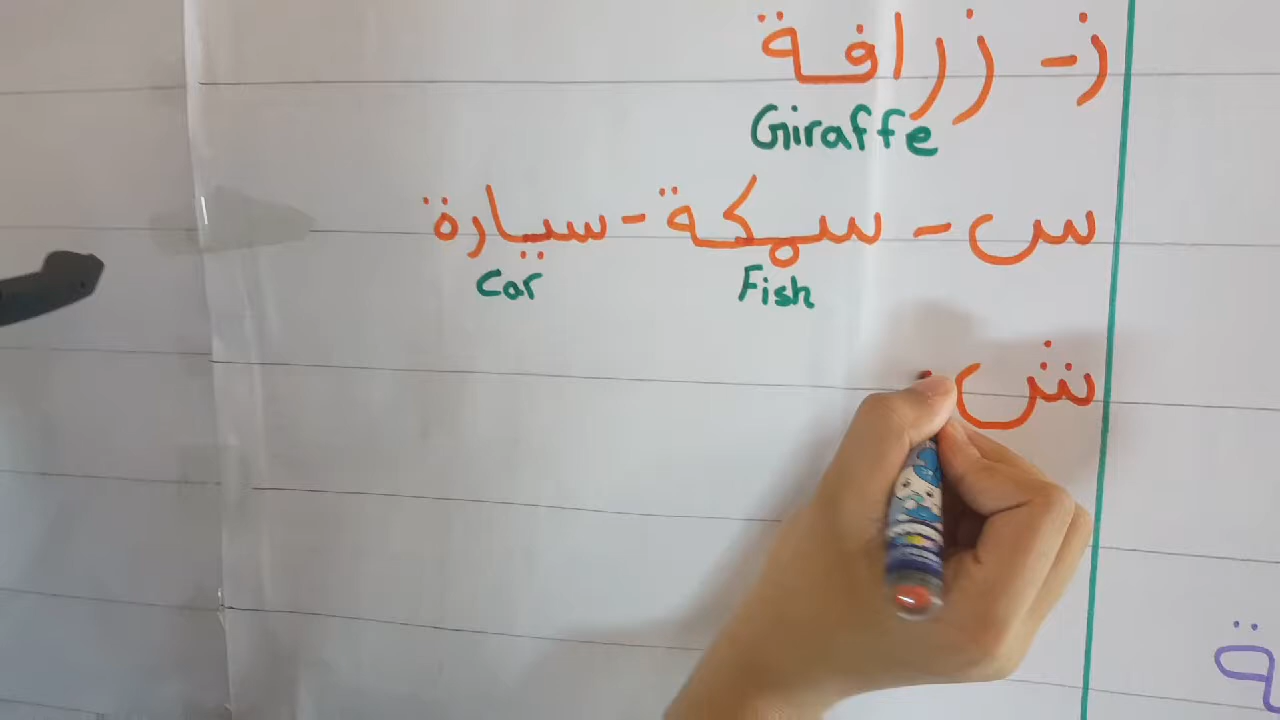 ز - زرافة
Giraffe
س - سمكة - سيارة
Car Fish
ش
ة